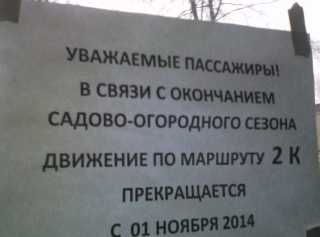 УВАЖАЕМЫЕ ПАССАЖИРЫ!
В СВЯЗИ С ОКОНЧАНИЕМ
САДОВО-ОГОРОДНОГО СЕЗОНА
ДВИЖЕНИЕ ПО МАРШРУТУ 2 К
ПРЕКРАЩАЕТСЯ
С 01 НОЯБРЯ 2014